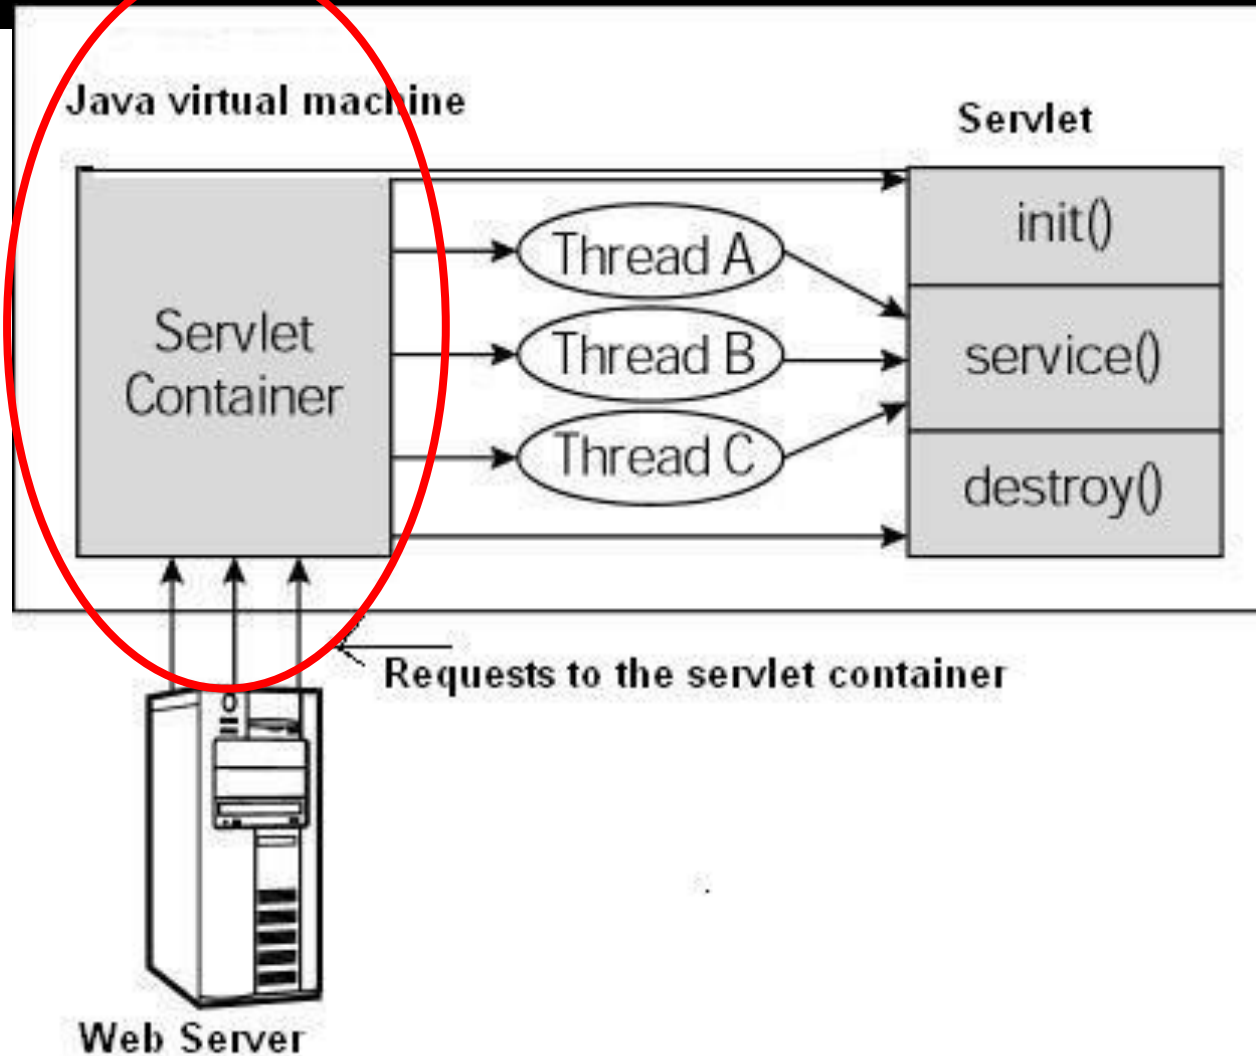 Java virtual machine
Servlet
Servlet
Container
Thread A
Thread B
Thread C
init()
service()
destroy()
Requests to the servlet container
Web Server